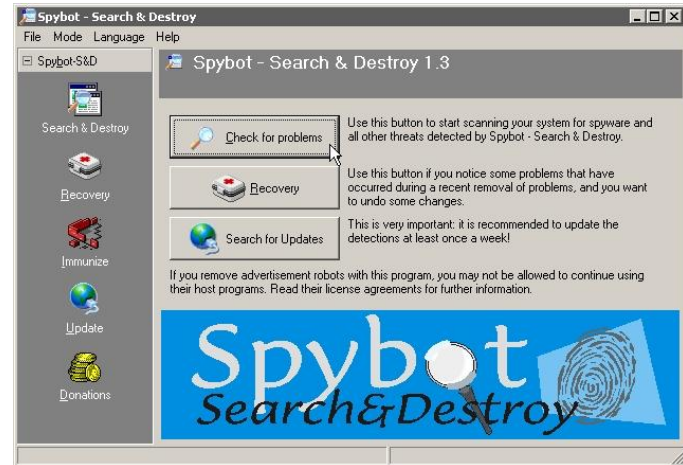 Spybot - Search & Destroy
File Mode Language Help
Spybot-S&D
Spybot - Search & Destroy 1.3
Search & Destroy
Recovery
Immunize
Update
Donations
Check for problems
Use this button to start scanning your system for spyware and
all other threats detected by Spybot - Search & Destroy.
Recovery
Use this button if you notice some problems that have
occurred during a recent removal of problems, and you want
to undo some changes.
Search for Updates
This is very important: it is recommended to update the
detections at least once a week!
If you remove advertisement robots with this program, you may not be allowed to continue using
their host programs. Read their license agreements for further information.
Spybot
Search&Destroy